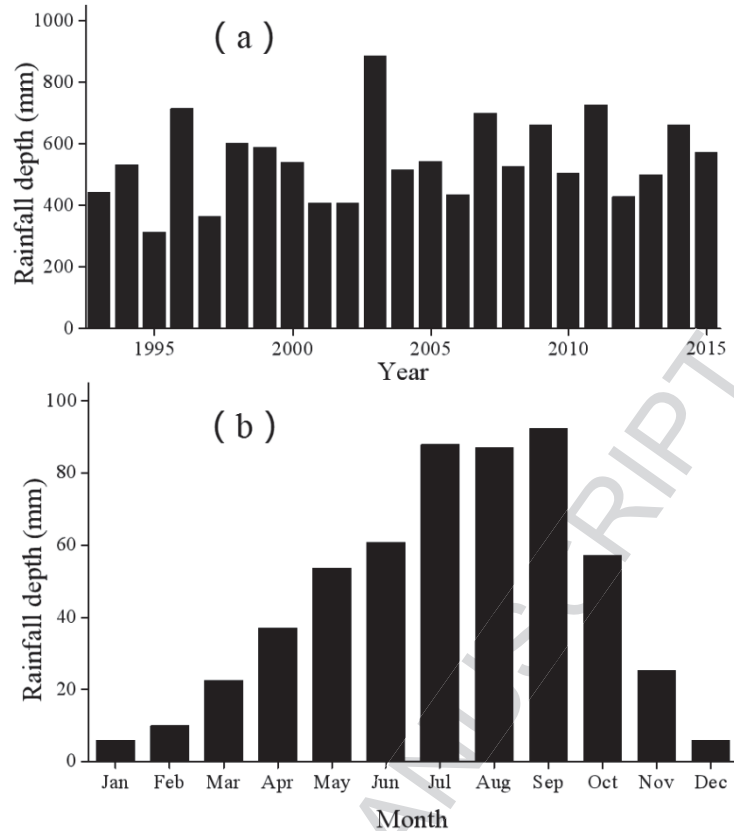 ( a )
Rainfall depth (mm)
1000
800
600
400
200
0
1995 2000 2005 2010 2015
Year
( b )
Rainfall depth (mm)
100
80
60
40
20
0
Jan Feb Mar Apr May Jun Jul Aug Sep Oct Nov Dec
Month
ANUSCRIPT